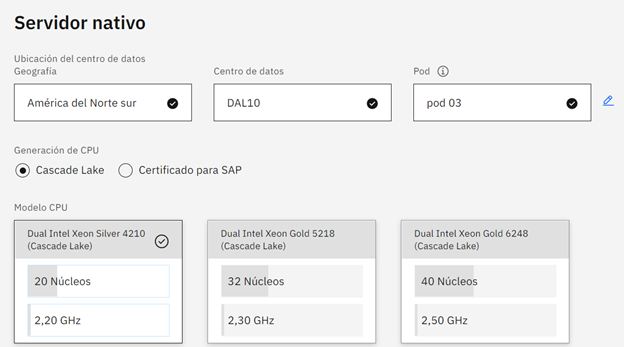 Servidor nativo
Ubicación del centro de datos
Geografía
Centro de datos
Pod
América del Norte sur
DAL10
pod 03
Generación de CPU
Cascade Lake
Certificado para SAP
Modelo CPU
Dual Intel Xeon Silver 4210
(Cascade Lake)
20 Núcleos
2,20 GHz
Dual Intel Xeon Gold 5218
(Cascade Lake)
32 Núcleos
2,30 GHz
Dual Intel Xeon Gold 6248
(Cascade Lake)
40 Núcleos
2,50 GHz